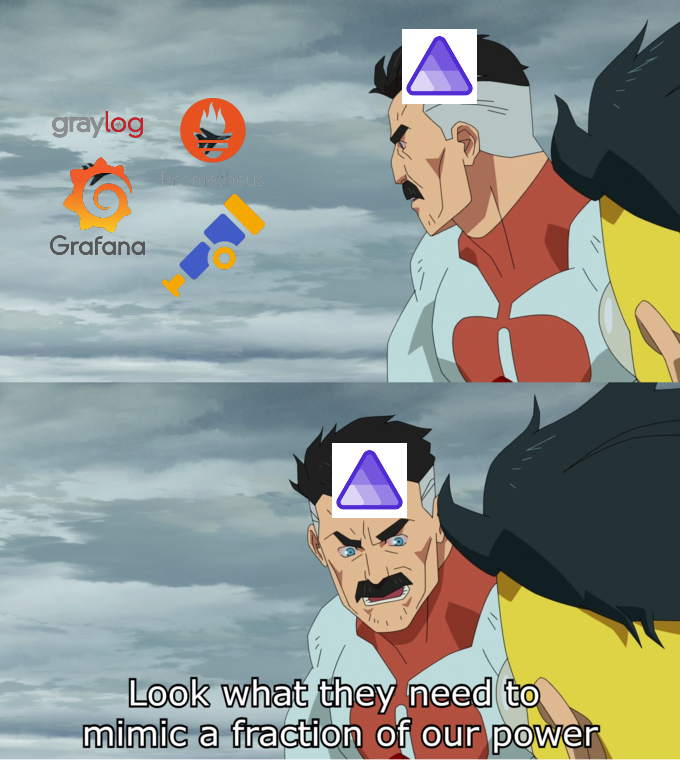 graylog
Prometheus
Grafana
Look what they need to
mimic a fraction of our power